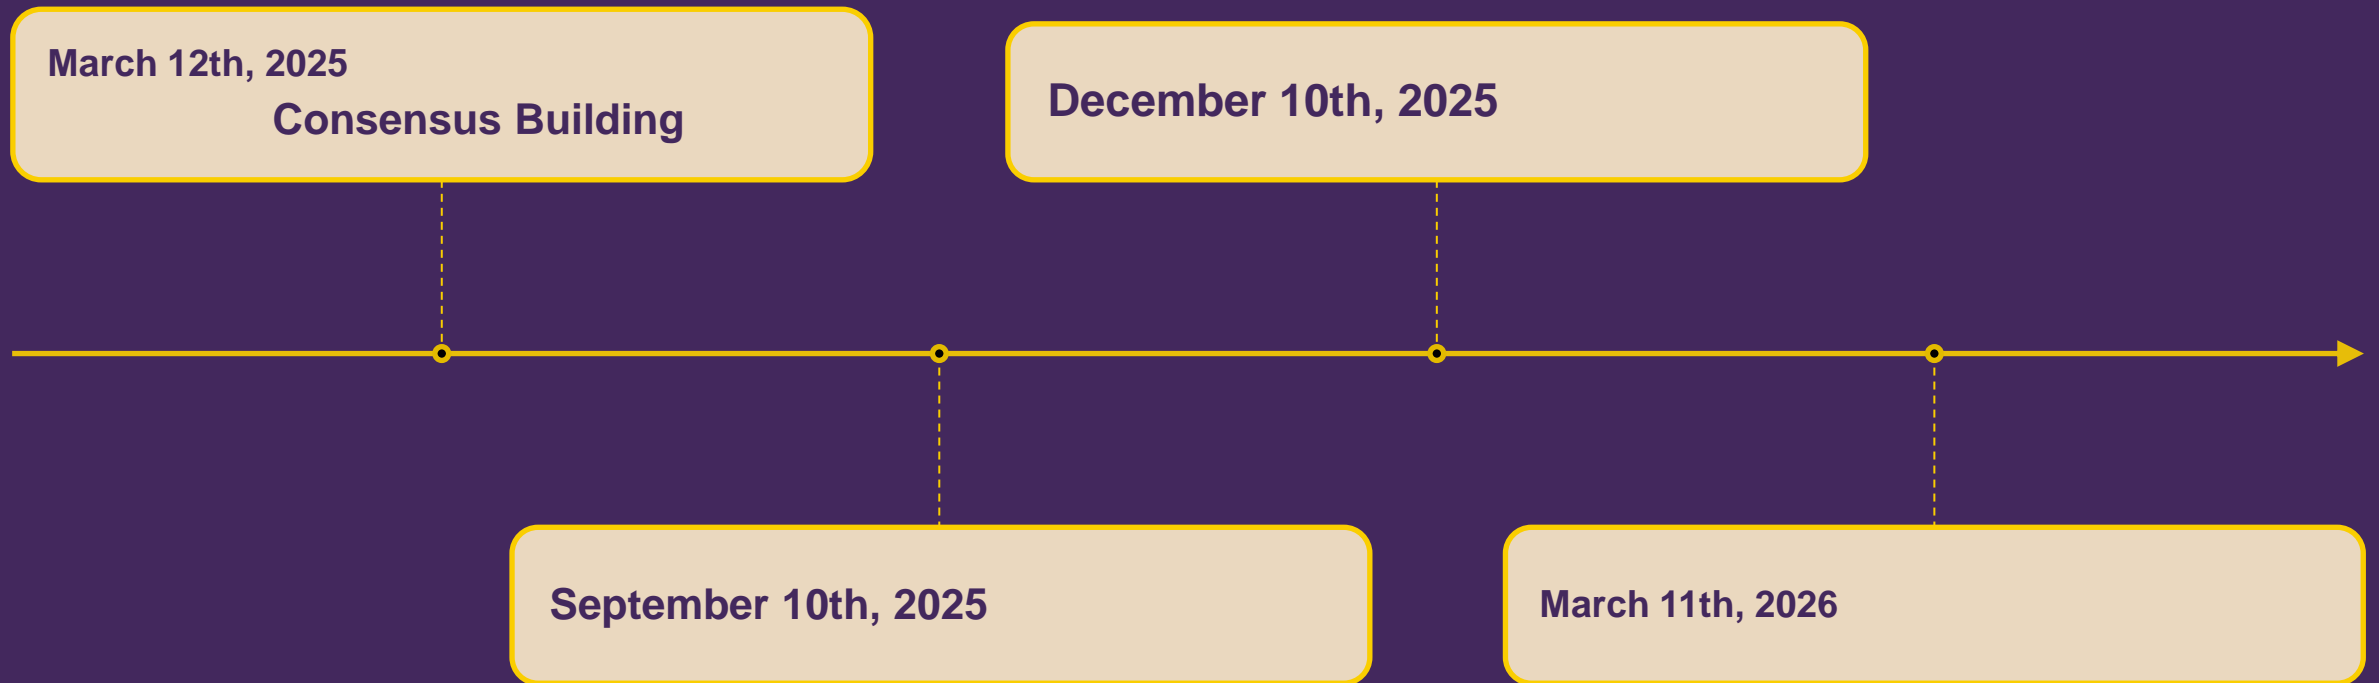 March 12th, 2025
Consensus Building
December 10th, 2025
September 10th, 2025
March 11th, 2026